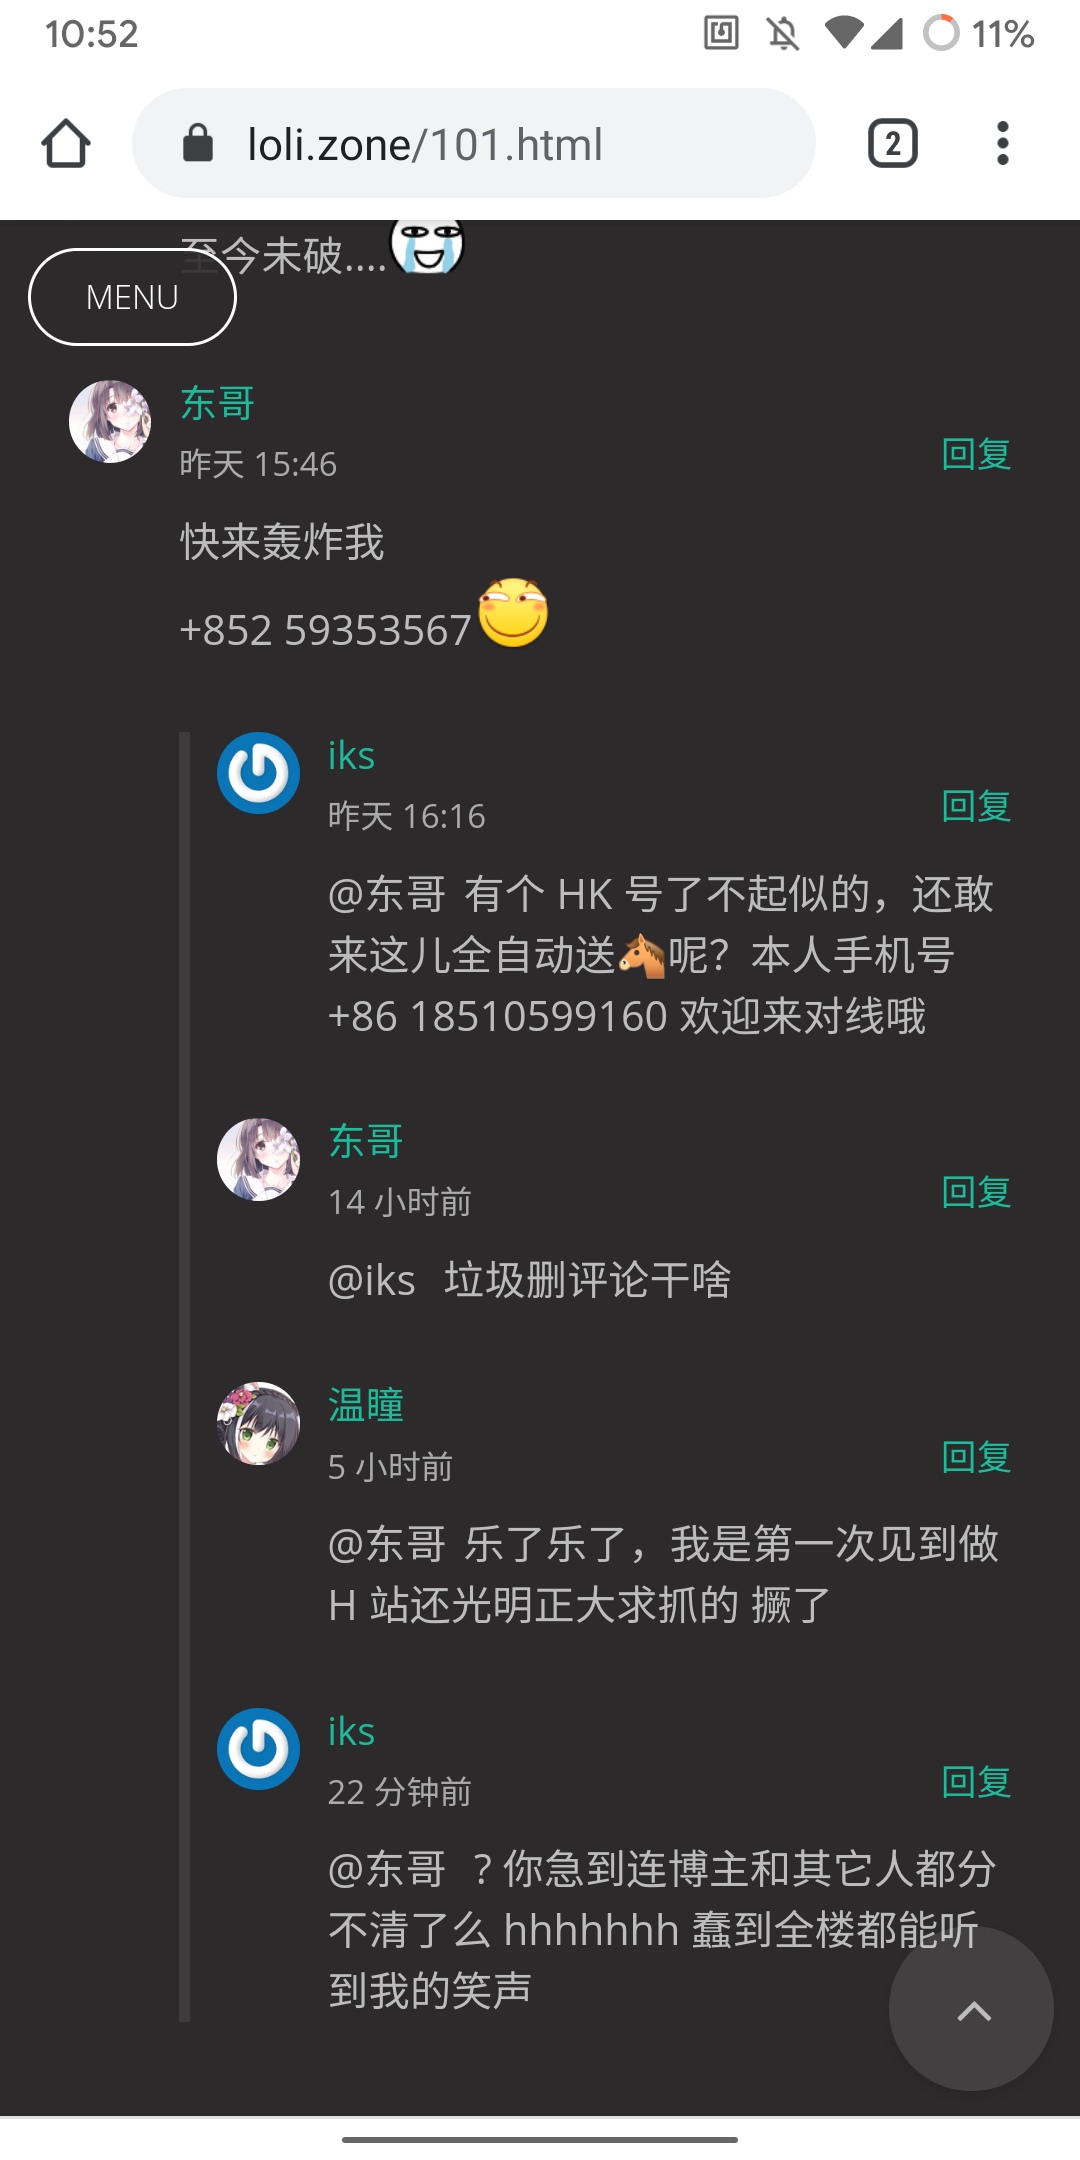 10:52
11%
loli.zone/101.html
2
至今未破....
MENU
东哥
昨天 15:46
回复
快来轰炸我
+852 59353567
iks
昨天 16:16
回复
@东哥 有个 HK 号了不起似的，还敢
来这儿全自动送🐴呢？本人手机号
+86 18510599160 欢迎来对线哦
东哥
14 小时前
回复
@iks 垃圾删评论干啥
温瞳
5 小时前
回复
@东哥 乐了乐了，我是第一次见到做
H 站还光明正大求抓的 撅了
iks
22 分钟前
回复
@东哥 ? 你急到连博主和其它人都分
不清了么 hhhhhhh 蠢到全楼都能听
到我的笑声